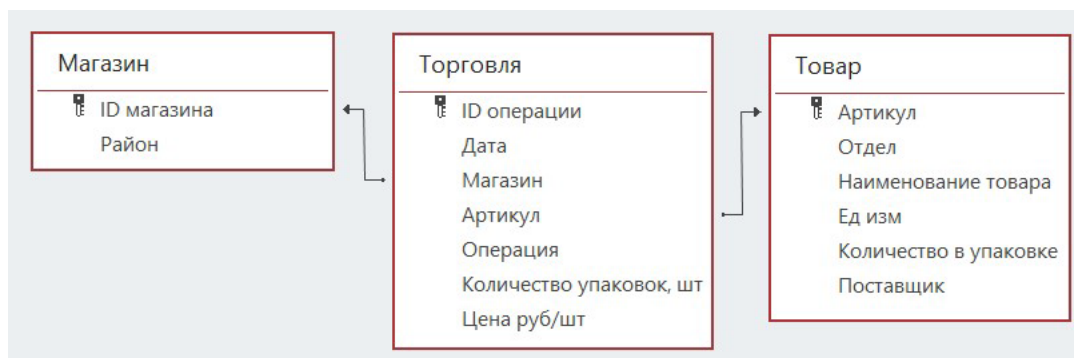 Магазин
ID магазина
Район
Торговля
ID операции
Дата
Магазин
Артикул
Операция
Количество упаковок, шт
Цена руб/шт
Товар
Артикул
Отдел
Наименование товара
Ед изм
Количество в упаковке
Поставщик